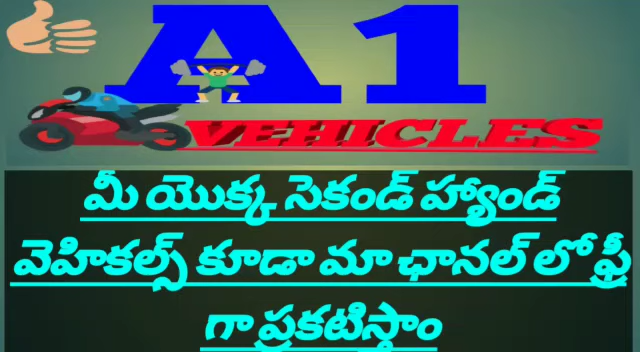 A1
VEHICLES
మీ యొక్క సెకండ్ హ్యాండ్
వెహికల్స్ కూడా మా ఛానల్ లో ఫ్రీ
గా ప్రకటిస్తాం